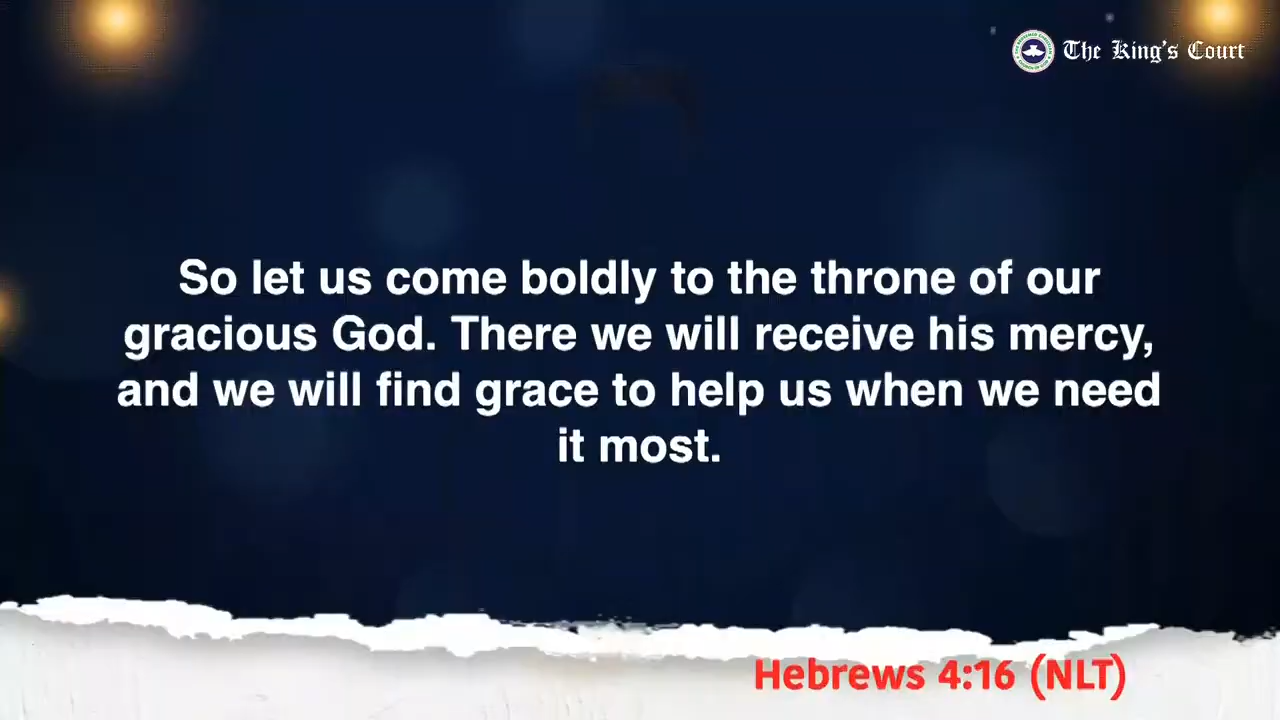 The King's Court
So let us come boldly to the throne of our
gracious God. There we will receive his mercy,
and we will find grace to help us when we need
it most.
Hebrews 4:16 (NLT)